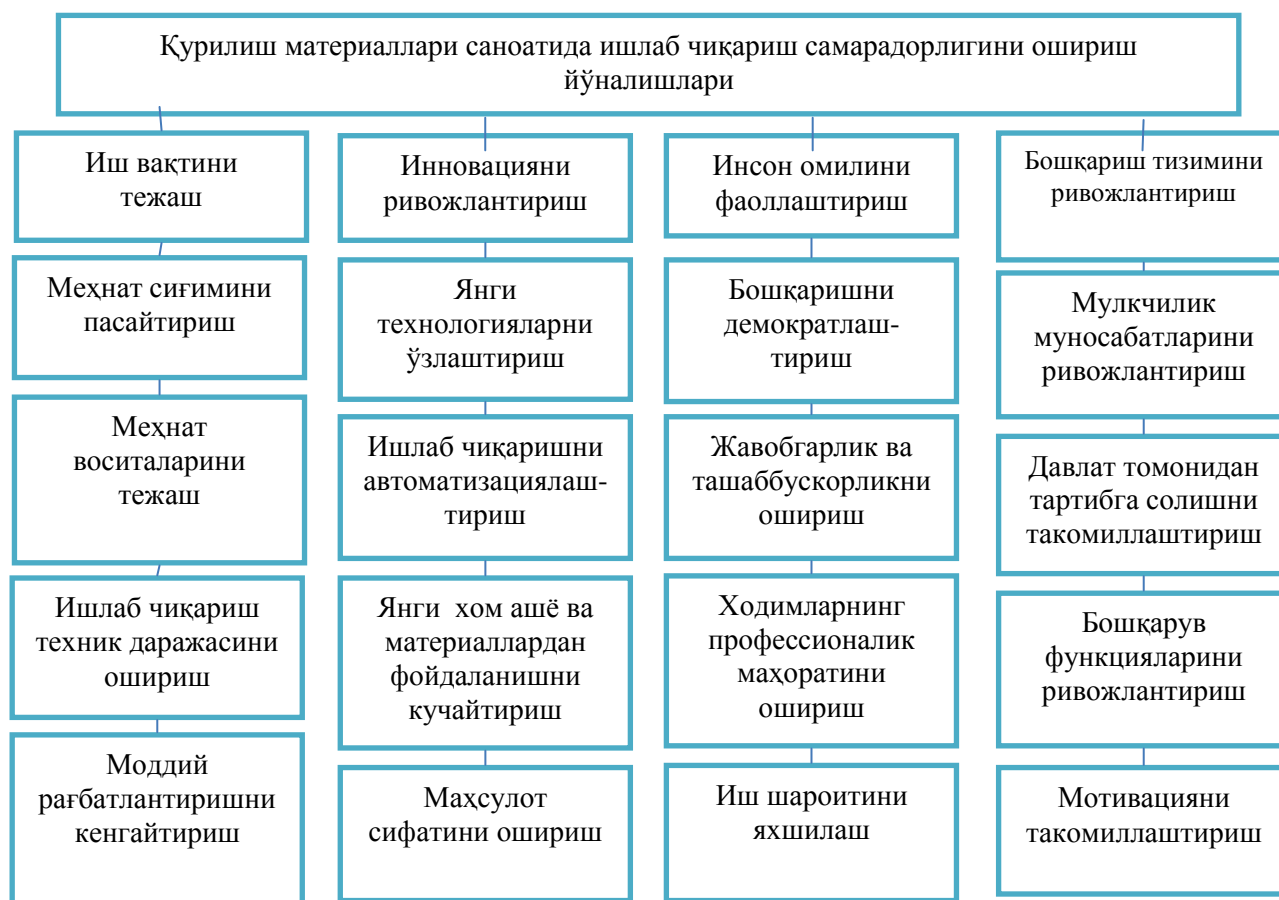 Қурилиш материаллари саноатида ишлаб чиқариш самарадорлигини ошириш
йўналишлари
Иш вақтини
тежаш
Меҳнат сиғимини
пасайтириш
Меҳнат
воситаларини
тежаш
Ишлаб чиқариш
техник даражасини
ошириш
Моддий
рағбатлантиришни
кенгайтириш
Инновацияни
ривожлантириш
Янги
технологияларни
ўзлаштириш
Ишлаб чиқаришни
автоматизациялаш-
тириш
Янги хом ашё ва
материаллардан
фойдаланишни
кучайтириш
Маҳсулот
сифатини ошириш
Инсон омилини
фаоллаштириш
Бошқаришни
демократлаш-
тириш
Жавобгарлик ва
ташаббускорликни
ошириш
Ходимларнинг
профессионалик
маҳоратини
ошириш
Иш шароитини
яхшилаш
Бошқариш тизимини
ривожлантириш
Мулкчилик
муносабатларини
ривожлантириш
Давлат томонидан
тартибга солишни
такомиллаштириш
Бошқарув
функцияларини
ривожлантириш
Мотивацияни
такомиллаштириш